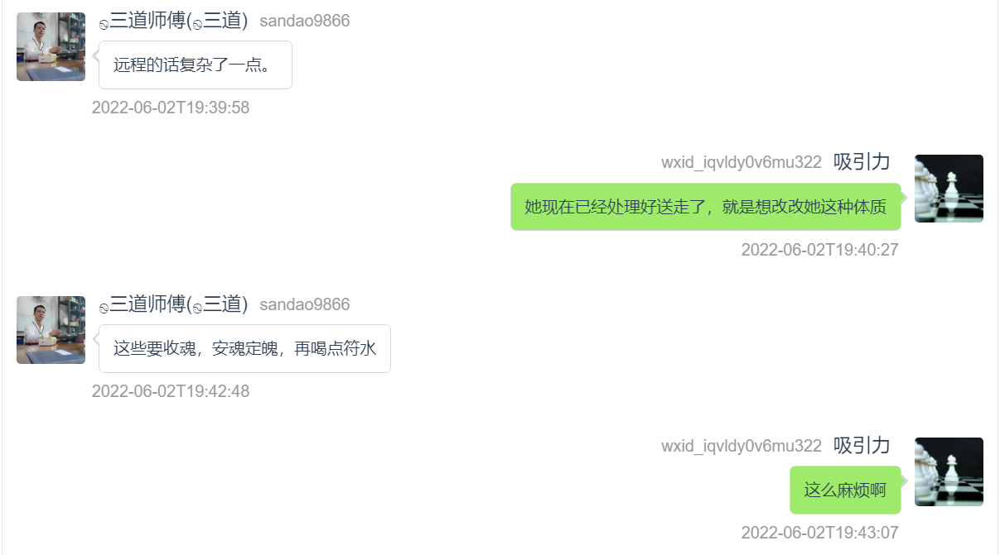 三道师傅(三道) sandao9866
远程的话复杂了一点。
2022-06-02T19:39:58
wxid_iqvldy0v6mu322 吸引力
她现在已经处理好送走了，就是想改改她这种体质
2022-06-02T19:40:27
三道师傅(三道) sandao9866
这些要收魂，安魂定魄，再喝点符水
2022-06-02T19:42:48
wxid_iqvldy0v6mu322 吸引力
这么麻烦啊
2022-06-02T19:43:07